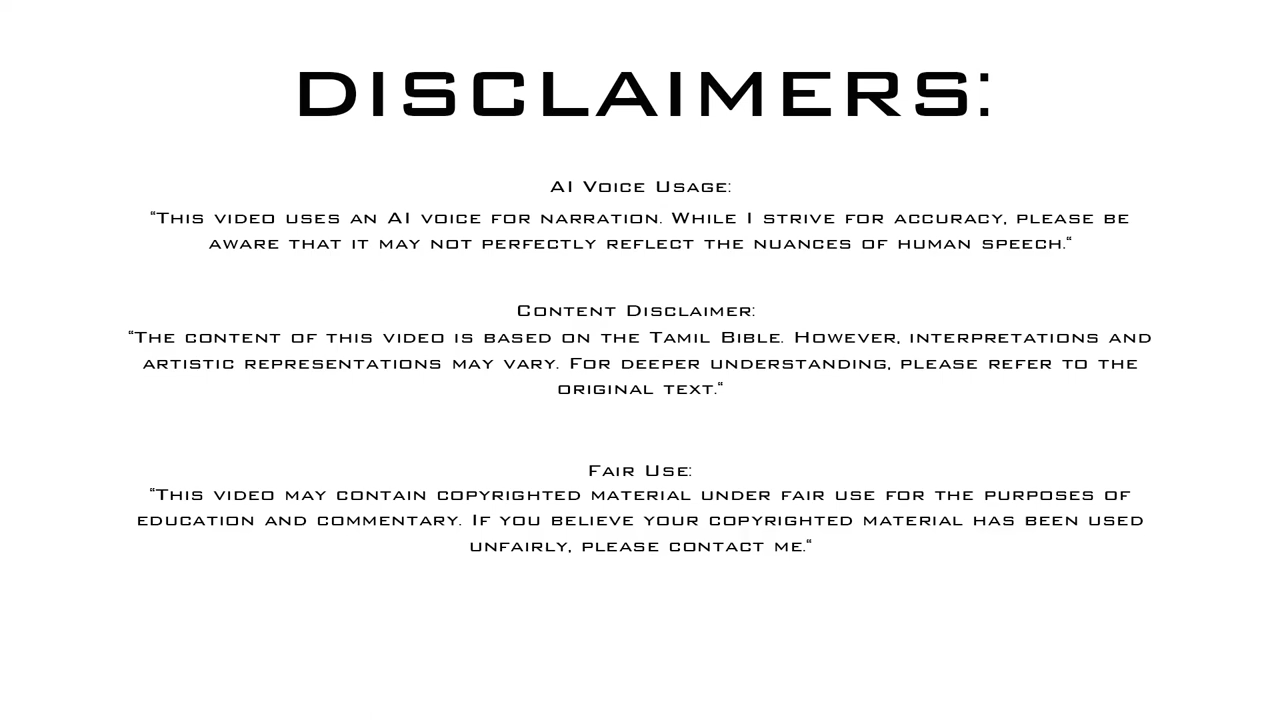 DISCLAIMERS:
AI Voice Usage:
“This video uses an AI voice for narration. While I strive for accuracy, please be
aware that it may not perfectly reflect the nuances of human speech.“
Content Disclaimer:
“The content of this video is based on the Tamil Bible. However, interpretations and
artistic representations may vary. For deeper understanding, please refer to the
original text.“
Fair Use:
“This video may contain copyrighted material under fair use for the purposes of
education and commentary. If you believe your copyrighted material has been used
unfairly, please contact me.“